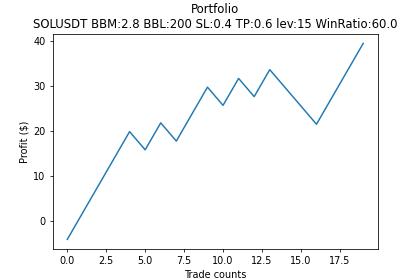 Portfolio
SOLUSDT BBM:2.8 BBL:200 SL:0.4 TP:0.6 lev:15 WinRatio:60.0
40
30
20
10
0
Profit ($)
0.0 2.5 5.0 7.5 10.0 12.5 15.0 17.5
Trade counts